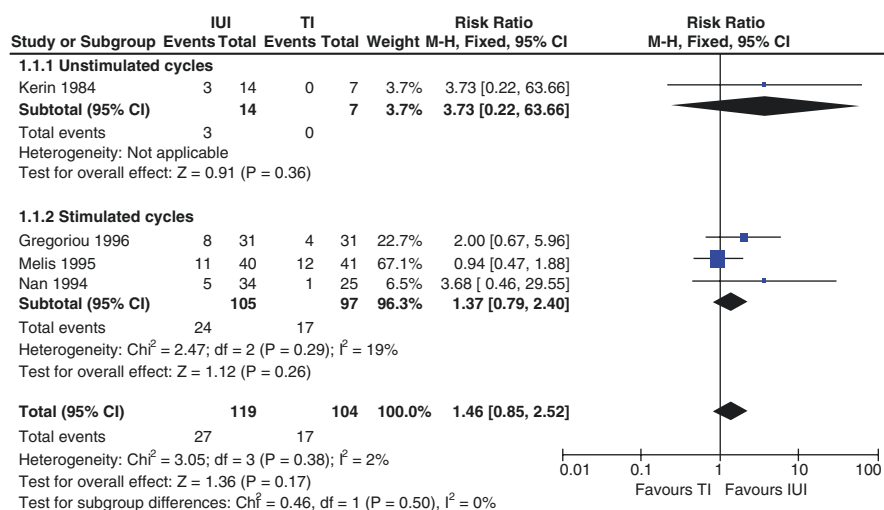 IUI TI Risk Ratio Risk Ratio
Study or Subgroup Events Total Events Total Weight M-H, Fixed, 95% CI M-H, Fixed, 95% CI
1.1.1 Unstimulated cycles
Kerin 1984 3 14 0 7 3.7% 3.73 [0.22, 63.66]
Subtotal (95% CI) 14 7 3.7% 3.73 [0.22, 63.66]
Total events 3 0
Heterogeneity: Not applicable
Test for overall effect: Z = 0.91 (P = 0.36)
1.1.2 Stimulated cycles
Gregoriou 1996 8 31 4 31 22.7% 2.00 [0.67, 5.96]
Melis 1995 11 40 12 41 67.1% 0.94 [0.47, 1.88]
Nan 1994 5 34 1 25 6.5% 3.68 [ 0.46, 29.55]
Subtotal (95% CI) 105 97 96.3% 1.37 [0.79, 2.40]
Total events 24 17
Heterogeneity: Chi² = 2.47; df = 2 (P = 0.29); I² = 19%
Test for overall effect: Z = 1.12 (P = 0.26)
Total (95% CI) 119 104 100.0% 1.46 [0.85, 2.52]
Total events 27 17
Heterogeneity: Chi² = 3.05; df = 3 (P = 0.38); I² = 2%
Test for overall effect: Z = 1.36 (P = 0.17)
Test for subgroup differences: Chi² = 0.46, df = 1 (P = 0.50), I² = 0%
0.01 0.1 1 10 100
Favours TI Favours IUI